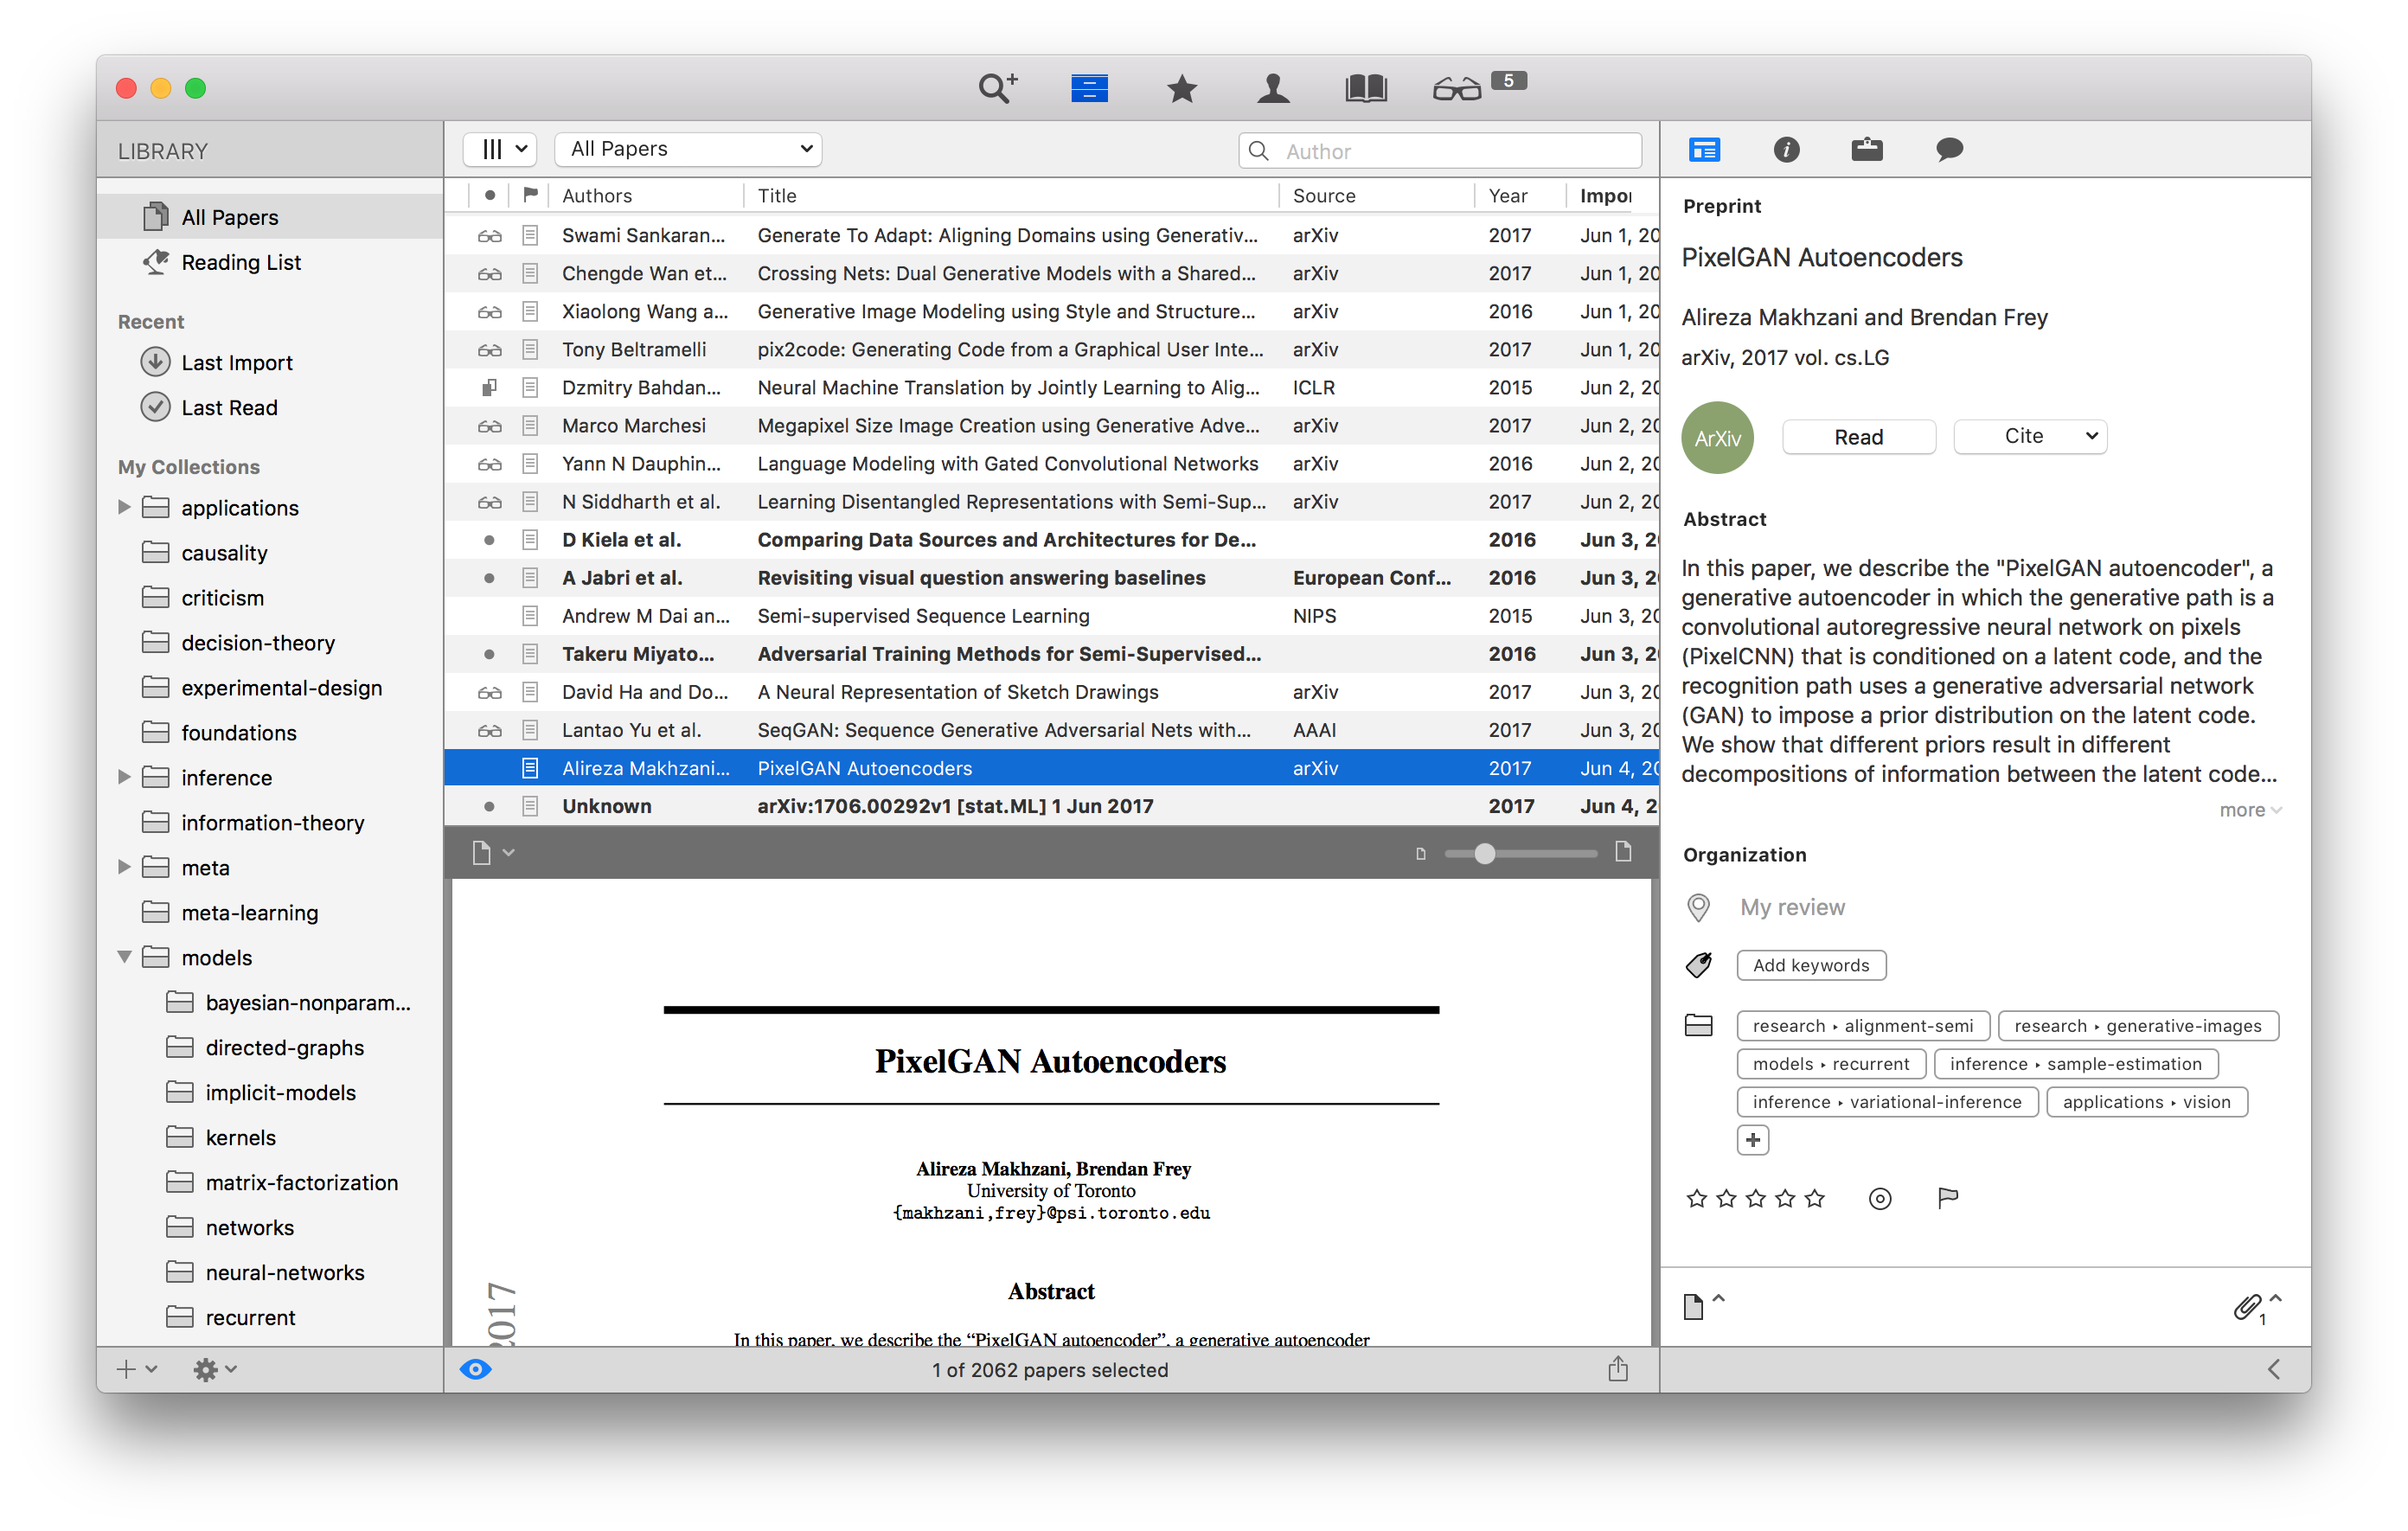 5
LIBRARY
All Papers
Reading List
Recent
Last Import
Last Read
My Collections
applications
causality
criticism
decision-theory
experimental-design
foundations
inference
information-theory
meta
meta-learning
models
bayesian-nonparam...
directed-graphs
implicit-models
kernels
matrix-factorization
networks
neural-networks
recurrent
All Papers
Author
Authors Title Source Year Impor
Swami Sankaran... Generate To Adapt: Aligning Domains using Generativ... arXiv 2017 Jun 1, 20
Chengde Wan et... Crossing Nets: Dual Generative Models with a Shared... arXiv 2017 Jun 1, 20
Xiaolong Wang a... Generative Image Modeling using Style and Structure... arXiv 2016 Jun 1, 20
Tony Beltramelli pix2code: Generating Code from a Graphical User Inte... arXiv 2017 Jun 1, 20
Dzmitry Bahdan... Neural Machine Translation by Jointly Learning to Alig... ICLR 2015 Jun 2, 20
Marco Marchesi Megapixel Size Image Creation using Generative Adve... arXiv 2017 Jun 2, 20
Yann N Dauphin... Language Modeling with Gated Convolutional Networks arXiv 2016 Jun 2, 20
N Siddharth et al. Learning Disentangled Representations with Semi-Sup... arXiv 2017 Jun 2, 20
D Kiela et al. Comparing Data Sources and Architectures for De... 2016 Jun 3, 2
A Jabri et al. Revisiting visual question answering baselines European Conf... 2016 Jun 3, 2
Andrew M Dai an... Semi-supervised Sequence Learning NIPS 2015 Jun 3, 20
Takeru Miyato... Adversarial Training Methods for Semi-Supervised... 2016 Jun 3, 2
David Ha and Do... A Neural Representation of Sketch Drawings arXiv 2017 Jun 3, 20
Lantao Yu et al. SeqGAN: Sequence Generative Adversarial Nets with... AAAI 2017 Jun 3, 20
Alireza Makhzani... PixelGAN Autoencoders arXiv 2017 Jun 4, 20
Unknown arXiv:1706.00292v1 [stat.ML] 1 Jun 2017 2017 Jun 4, 2
PixelGAN Autoencoders
Alireza Makhzani, Brendan Frey
University of Toronto
{makhzani,frey}@psi.toronto.edu
Abstract
In this paper, we describe the “PixelGAN autoencoder”, a generative autoencoder
2017
1 of 2062 papers selected
Preprint
PixelGAN Autoencoders
Alireza Makhzani and Brendan Frey
arXiv, 2017 vol. cs.LG
ArXiv
Read
Cite
Abstract
In this paper, we describe the "PixelGAN autoencoder", a
generative autoencoder in which the generative path is a
convolutional autoregressive neural network on pixels
(PixelCNN) that is conditioned on a latent code, and the
recognition path uses a generative adversarial network
(GAN) to impose a prior distribution on the latent code.
We show that different priors result in different
decompositions of information between the latent code...
more
Organization
My review
Add keywords
research ‣ alignment-semi research ‣ generative-images
models ‣ recurrent inference ‣ sample-estimation
inference ‣ variational-inference applications ‣ vision
1